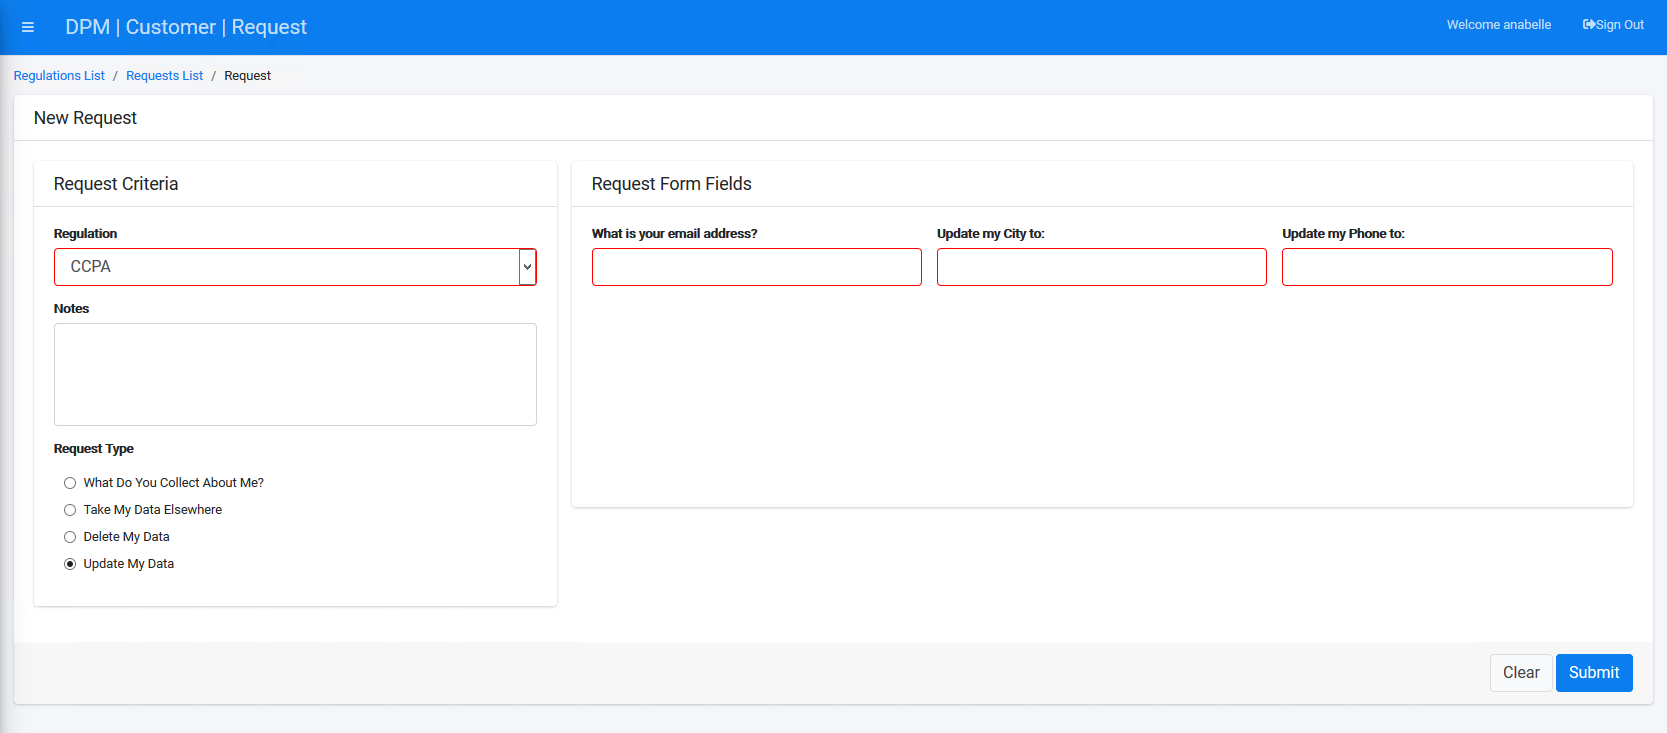 DPM | Customer | Request
Welcome anabelle
Sign Out
Regulations List / Requests List / Request
New Request
Request Criteria
Regulation
CCPA
Notes
Request Type
What Do You Collect About Me?
Take My Data Elsewhere
Delete My Data
Update My Data
Request Form Fields
What is your email address?
Update my City to:
Update my Phone to:
Clear
Submit